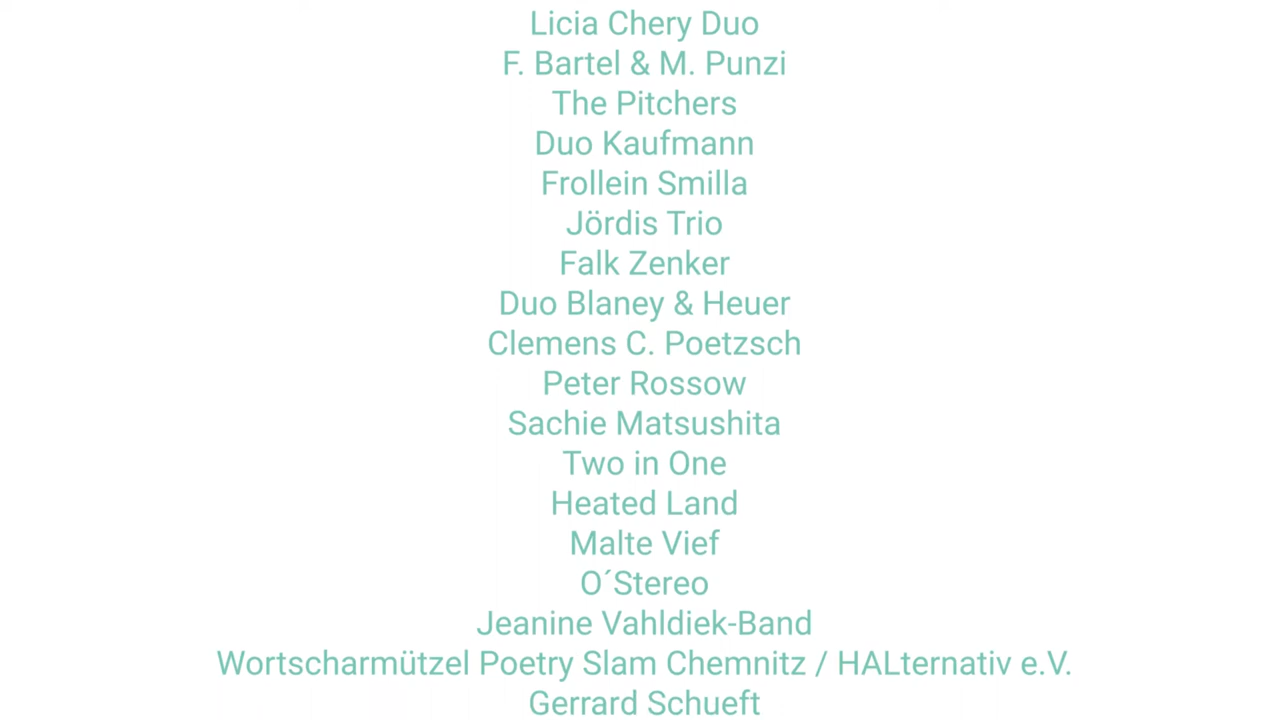 Licia Chery Duo
F. Bartel & M. Punzi
The Pitchers
Duo Kaufmann
Frollein Smilla
Jördis Trio
Falk Zenker
Duo Blaney & Heuer
Clemens C. Poetzsch
Peter Rossow
Sachie Matsushita
Two in One
Heated Land
Malte Vief
O´Stereo
Jeanine Vahldiek-Band
Wortscharmützel Poetry Slam Chemnitz / HALternativ e.V.
Gerrard Schueft